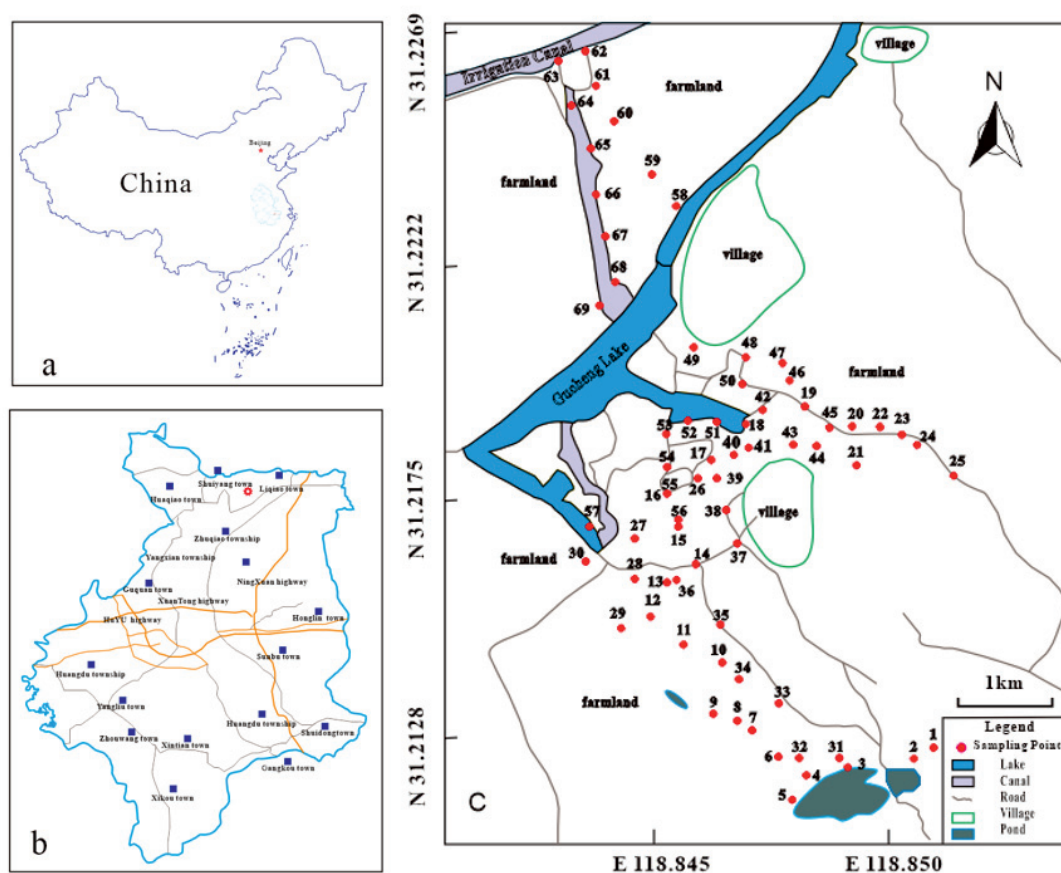 Beijing
China
a
Shuiyang town
Huaqiao town
Liqiao town
Zhuqiao township
Yangxian township
NingXuan highway
Guquan town
XuanTong highway
Honglin town
HuYU highway
Sunbu town
Huangdu township
Yanglin town
Huangdu township
Zhouwang town
Xintian town
Shuidongtown
Gongkou town
Xikou town
b
N 31.2269
N 31.2222
N 31.2175
N 31.2128
Irrigation Canal
62
village
63
61
farmland
N
64
60
65
59
farmland
66
58
67
village
68
69
Gucheng Lake
49
48
47
46
50
farmland
42
19
53
52
51
18
45
20
22
23
54
17
40
41
43
44
24
21
25
55
26
39
16
56
38
village
57
27
15
37
30
farmland
14
28
13
36
12
29
35
11
10
34
farmland
33
9
8
7
1km
6
32
31
1
2
3
4
5
C
Legend
Sampling Point
Lake
Canal
Road
Village
Pond
E 118.845
E 118.850